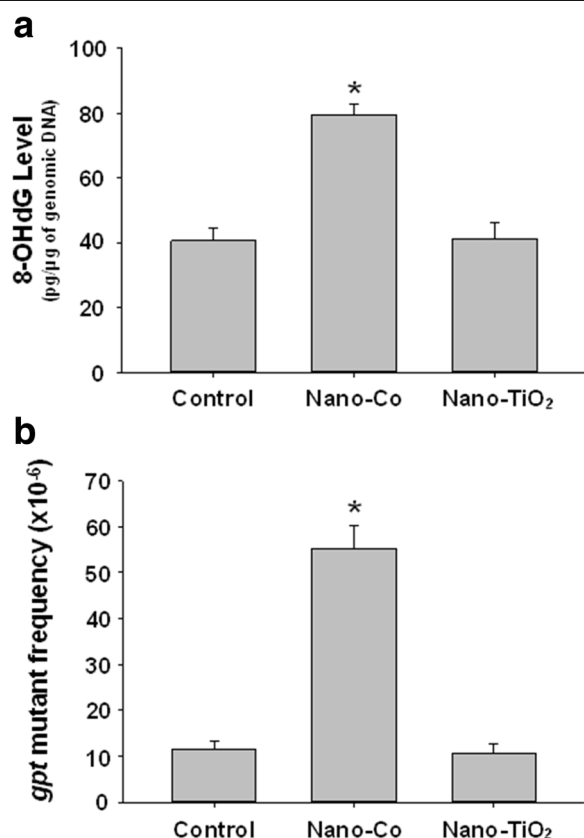 a
8-OHdG Level
(pg/µg of genomic DNA)
100
80
60
40
20
0
*
Control Nano-Co Nano-TiO₂
b
gpt mutant frequency (x10⁻⁶)
70
60
50
40
30
20
10
0
*
Control Nano-Co Nano-TiO₂